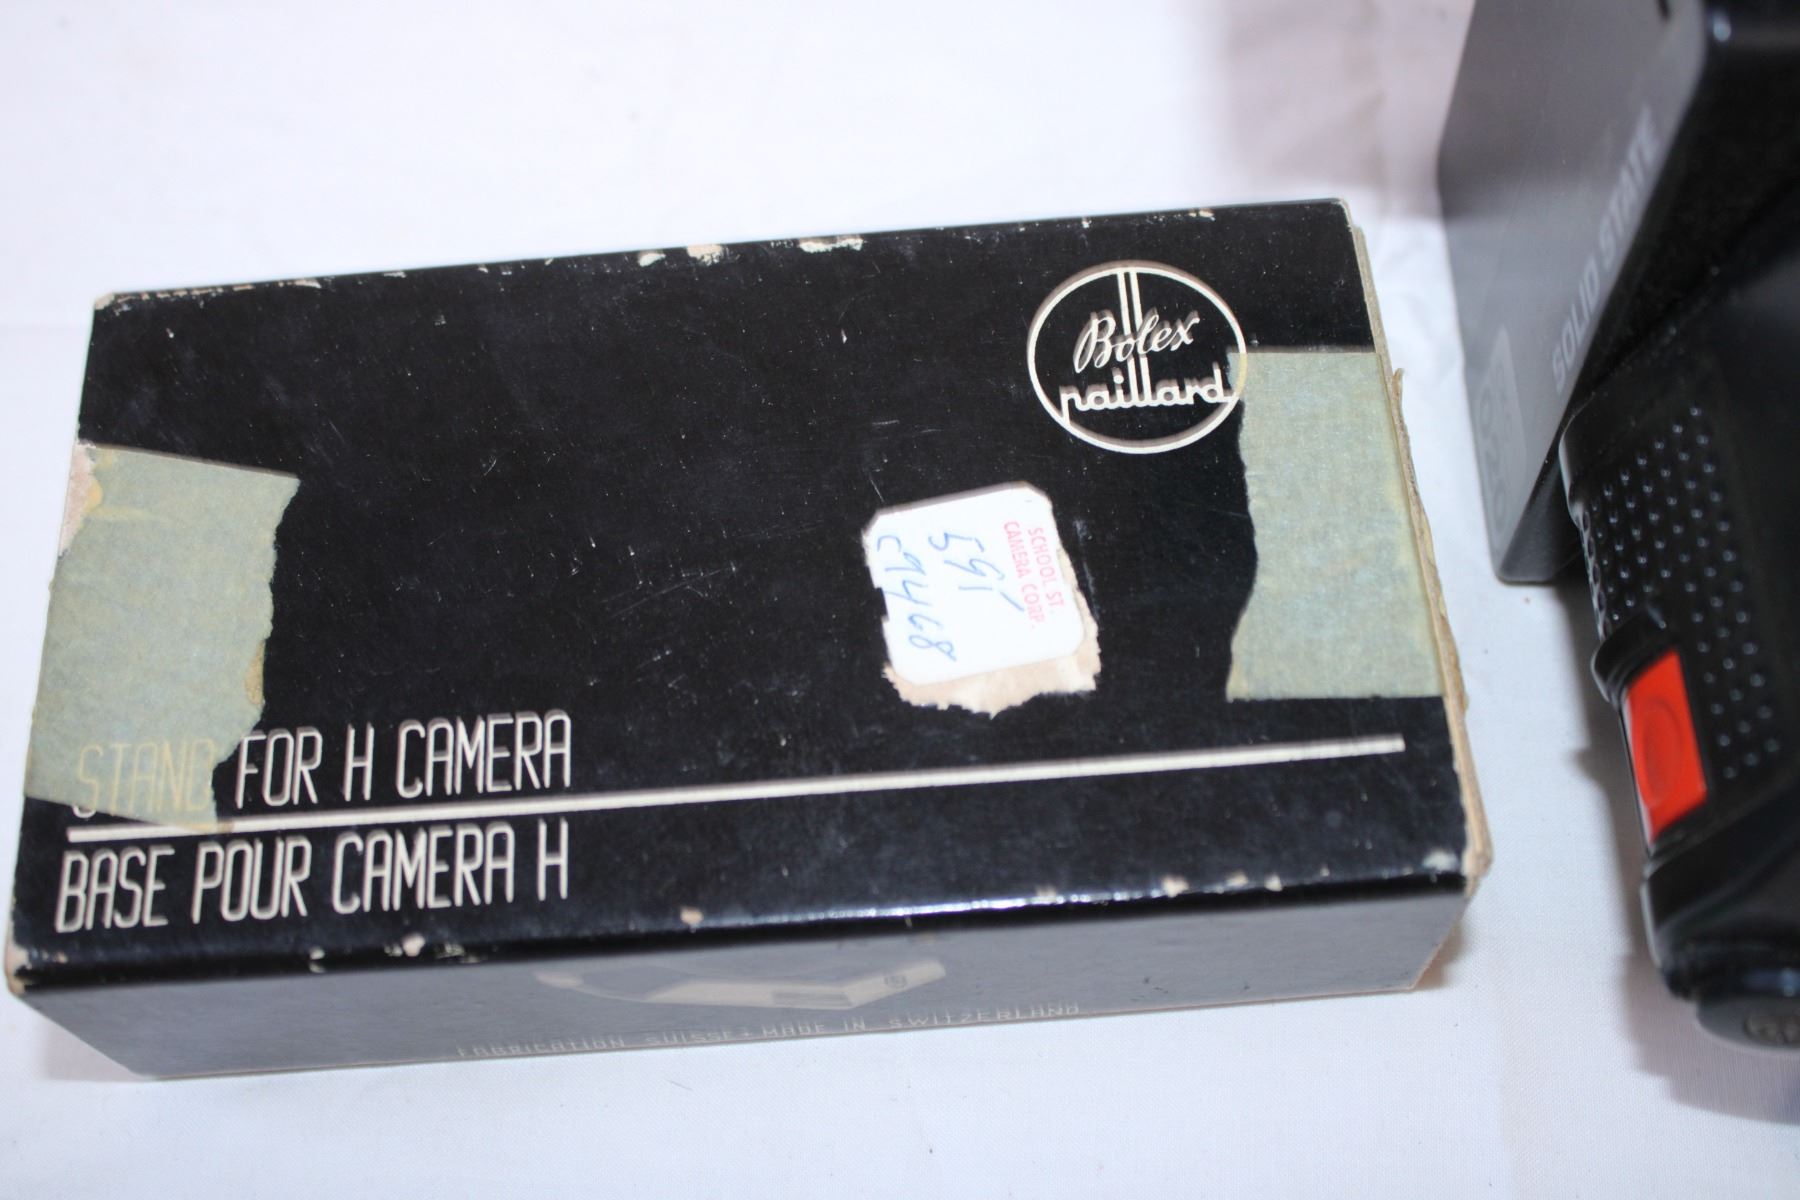 Bolex
paillard
SCHOOL ST.
CAMERA CORP.
595
C9468
STAND FOR H CAMERA
BASE POUR CAMERA H
FABRICATION SUISSE + MADE IN SWITZERLAND
SOLID STATE